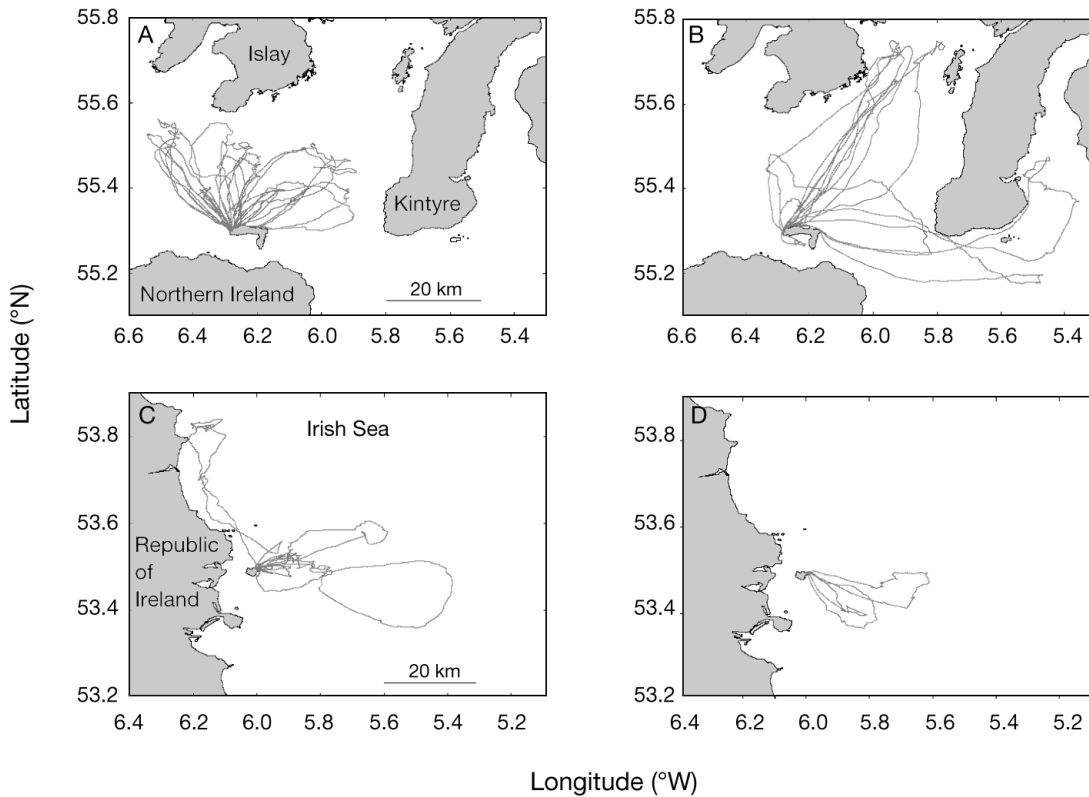 A
B
Islay
Kintyre
Northern Ireland
20 km
55.8
55.6
55.4
55.2
6.6 6.4 6.2 6.0 5.8 5.6 5.4
55.8
55.6
55.4
55.2
6.6 6.4 6.2 6.0 5.8 5.6 5.4
Latitude (°N)
C
Irish Sea
D
Republic
of
Ireland
20 km
53.8
53.6
53.4
53.2
6.4 6.2 6.0 5.8 5.6 5.4 5.2
53.8
53.6
53.4
53.2
6.4 6.2 6.0 5.8 5.6 5.4 5.2
Longitude (°W)